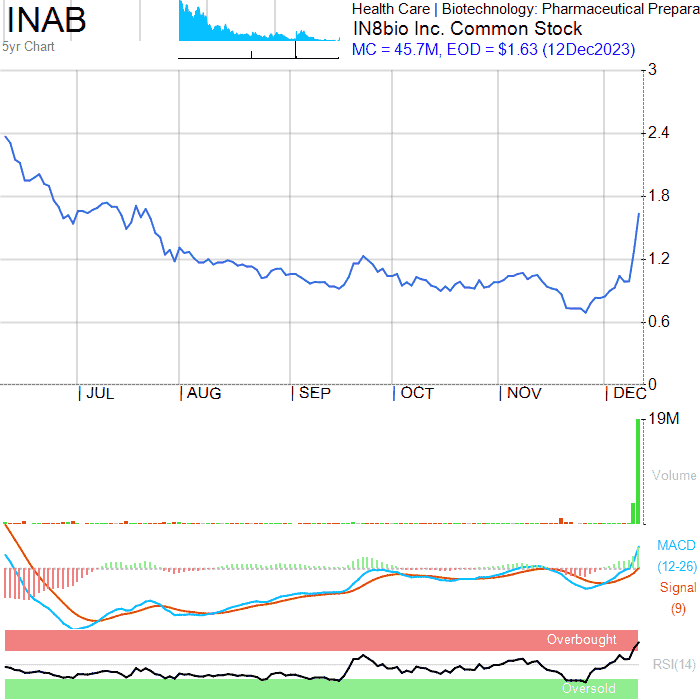 INAB
5yr Chart
Health Care | Biotechnology: Pharmaceutical Prepara
IN8bio Inc. Common Stock
MC = 45.7M, EOD = $1.63 (12Dec2023)
3
2.4
1.8
1.2
0.6
0
JUL
AUG
SEP
OCT
NOV
DEC
19M
Volume
MACD
(12-26)
Signal
(9)
Overbought
RSI(14)
Oversold